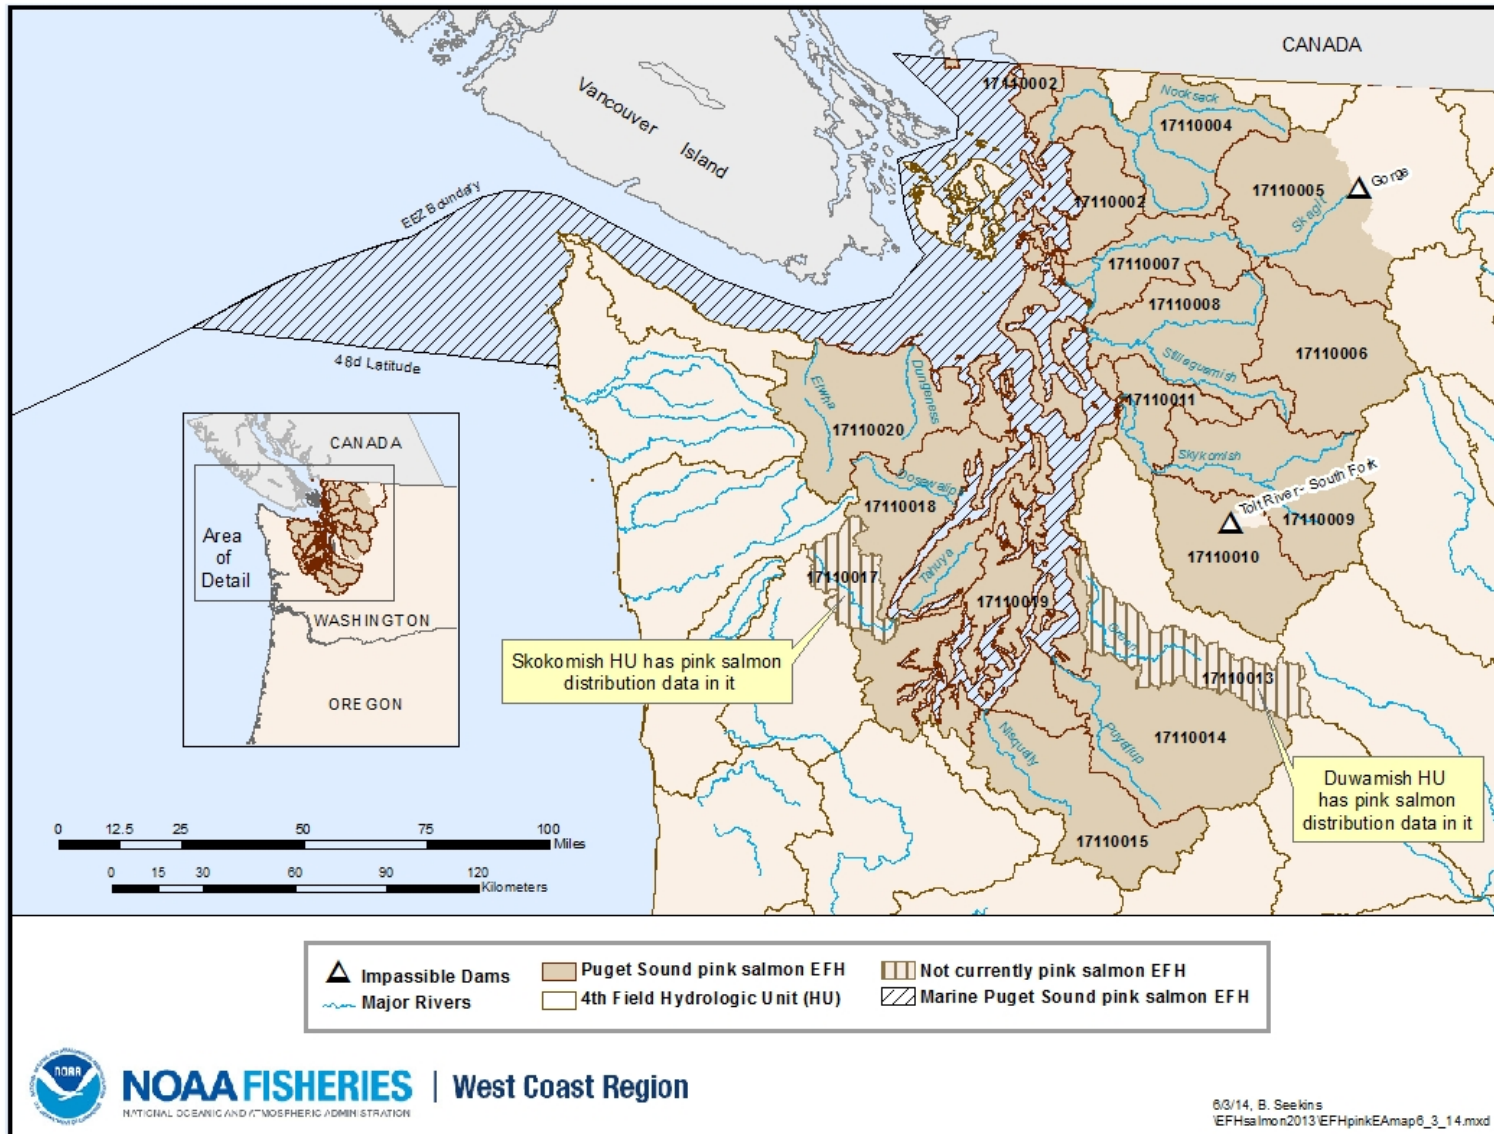 CANADA
Vancouver
Island
17110002
Nooksack
17110004
17110005
Gorge
Skagit
17110002
EEZ Boundary
17110007
17110008
17110006
48d Latitude
Stillaguamish
Elwha
Dungeness
17110011
17110020
Skykomish
Tolt River - South Fork
Dosewalips
17110018
17110009
17110010
CANADA
Area
of
Detail
WASHINGTON
OREGON
17110017
Tahuya
17110019
Green
17110013
Skokomish HU has pink salmon
distribution data in it
Nisqually
Puyallup
17110014
Duwamish HU
has pink salmon
distribution data in it
17110015
0 12.5 25 50 75 100
Miles
0 15 30 60 90 120
Kilometers
Impassible Dams
Major Rivers
Puget Sound pink salmon EFH
4th Field Hydrologic Unit (HU)
Not currently pink salmon EFH
Marine Puget Sound pink salmon EFH
NOAA
NOAA FISHERIES
NATIONAL OCEANIC AND ATMOSPHERIC ADMINISTRATION
West Coast Region
6/3/14, B. Seekins
\EFHsalmon2013\EFHpinkEAmap6_3_14.mxd